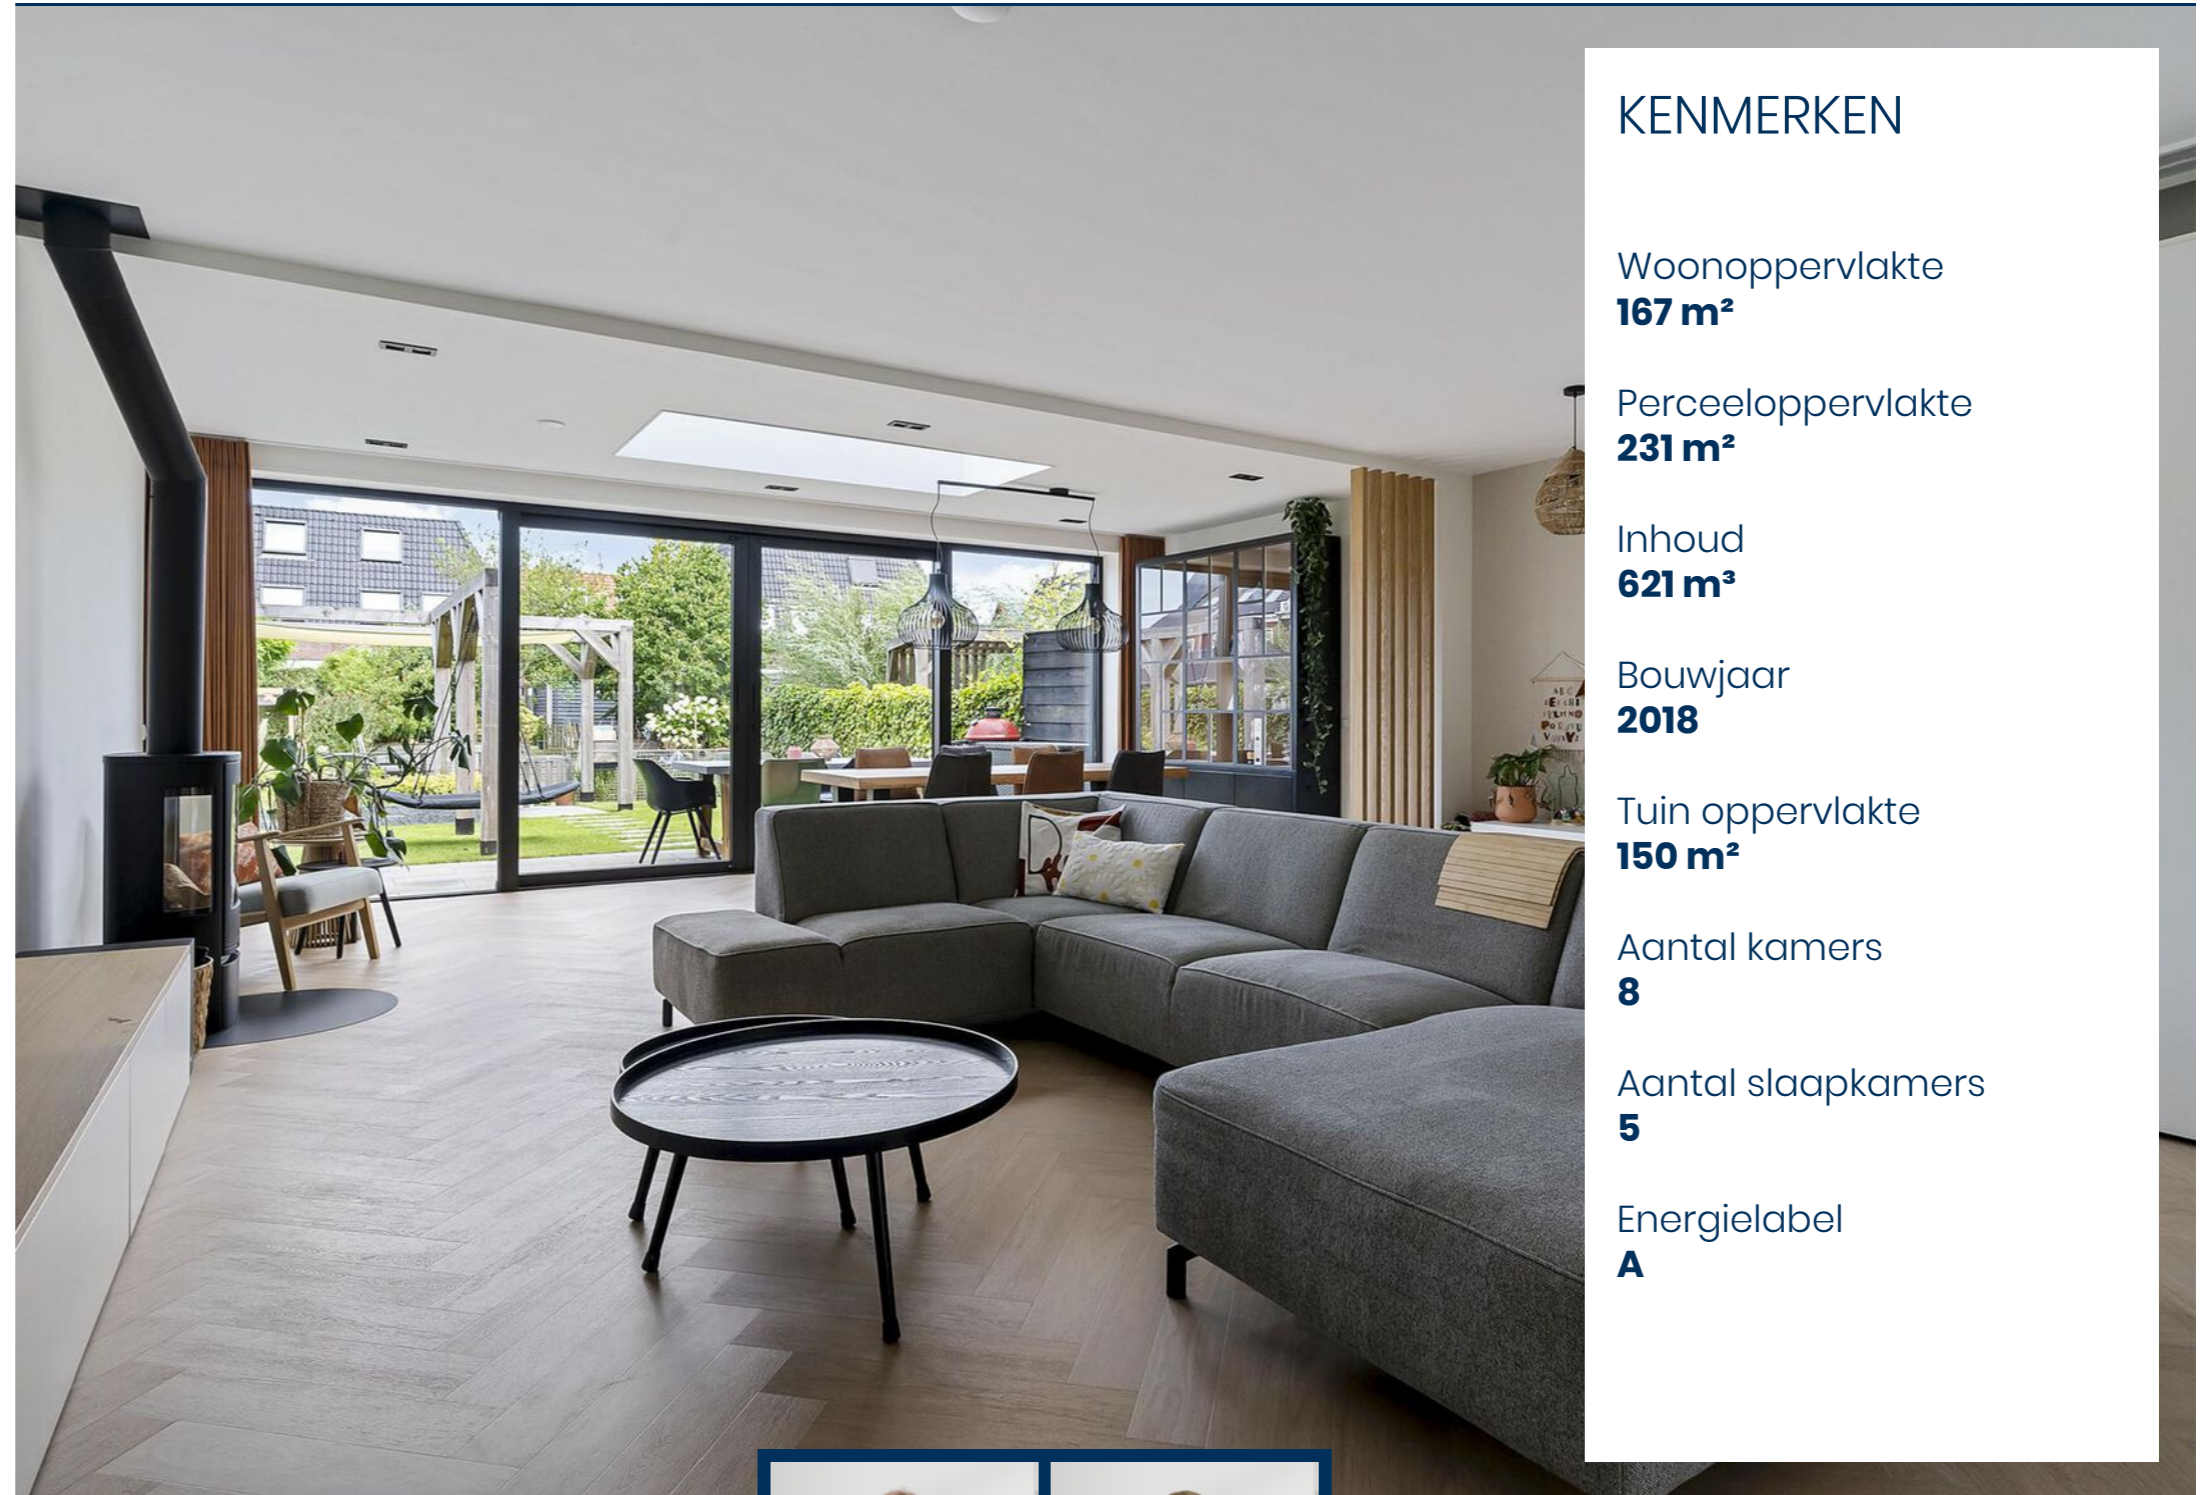 KENMERKEN
Woonoppervlakte
167 m²
Perceeloppervlakte
231 m²
Inhoud
621 m³
Bouwjaar
2018
Tuin oppervlakte
150 m²
Aantal kamers
8
Aantal slaapkamers
5
Energielabel
A